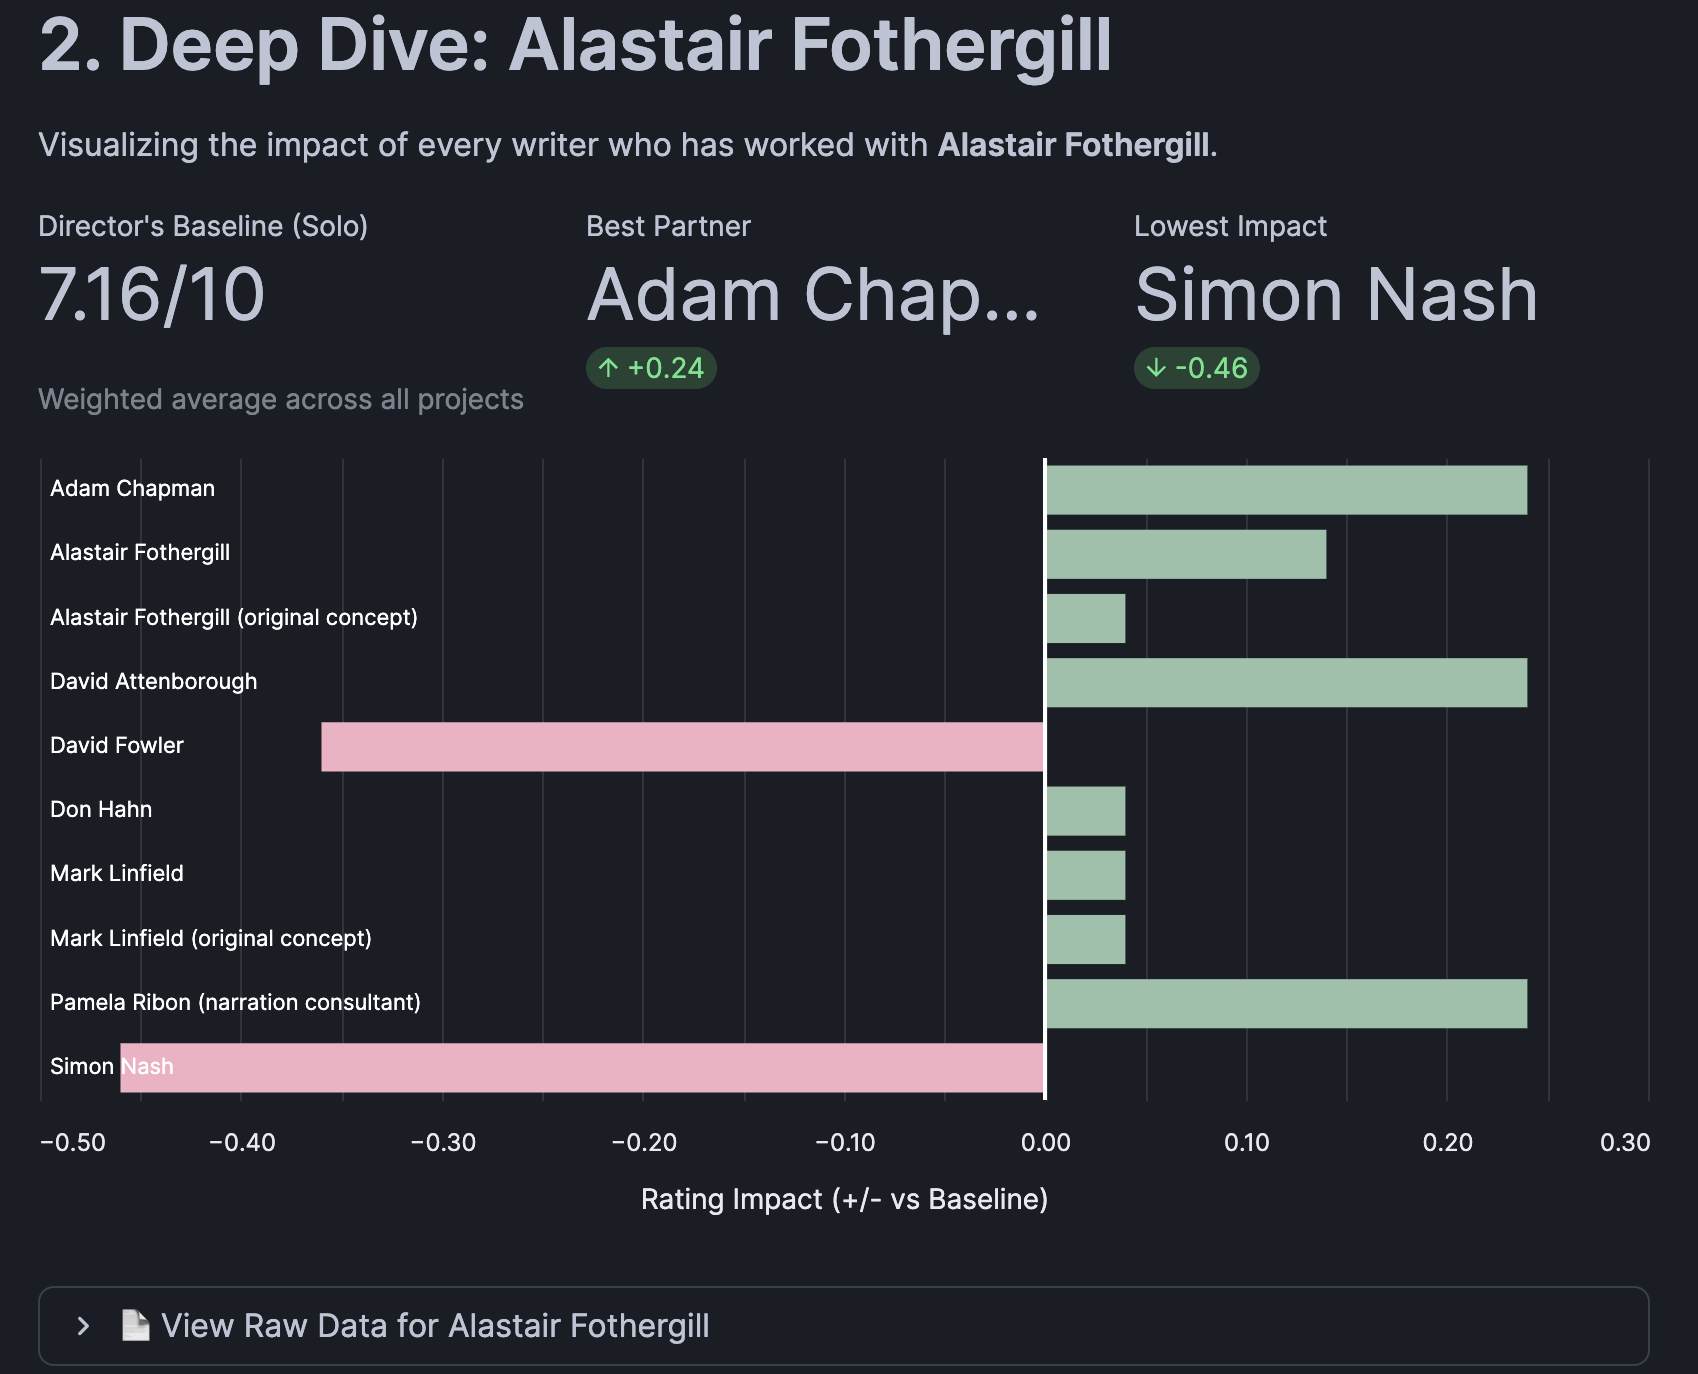 2. Deep Dive: Alastair Fothergill
Visualizing the impact of every writer who has worked with Alastair Fothergill.
Director's Baseline (Solo)
7.16/10
Weighted average across all projects
Best Partner
Adam Chap...
↑ +0.24
Lowest Impact
Simon Nash
↓ -0.46
Adam Chapman
Alastair Fothergill
Alastair Fothergill (original concept)
David Attenborough
David Fowler
Don Hahn
Mark Linfield
Mark Linfield (original concept)
Pamela Ribon (narration consultant)
Simon Nash
−0.50 −0.40 −0.30 −0.20 −0.10 0.00 0.10 0.20 0.30
Rating Impact (+/- vs Baseline)
View Raw Data for Alastair Fothergill